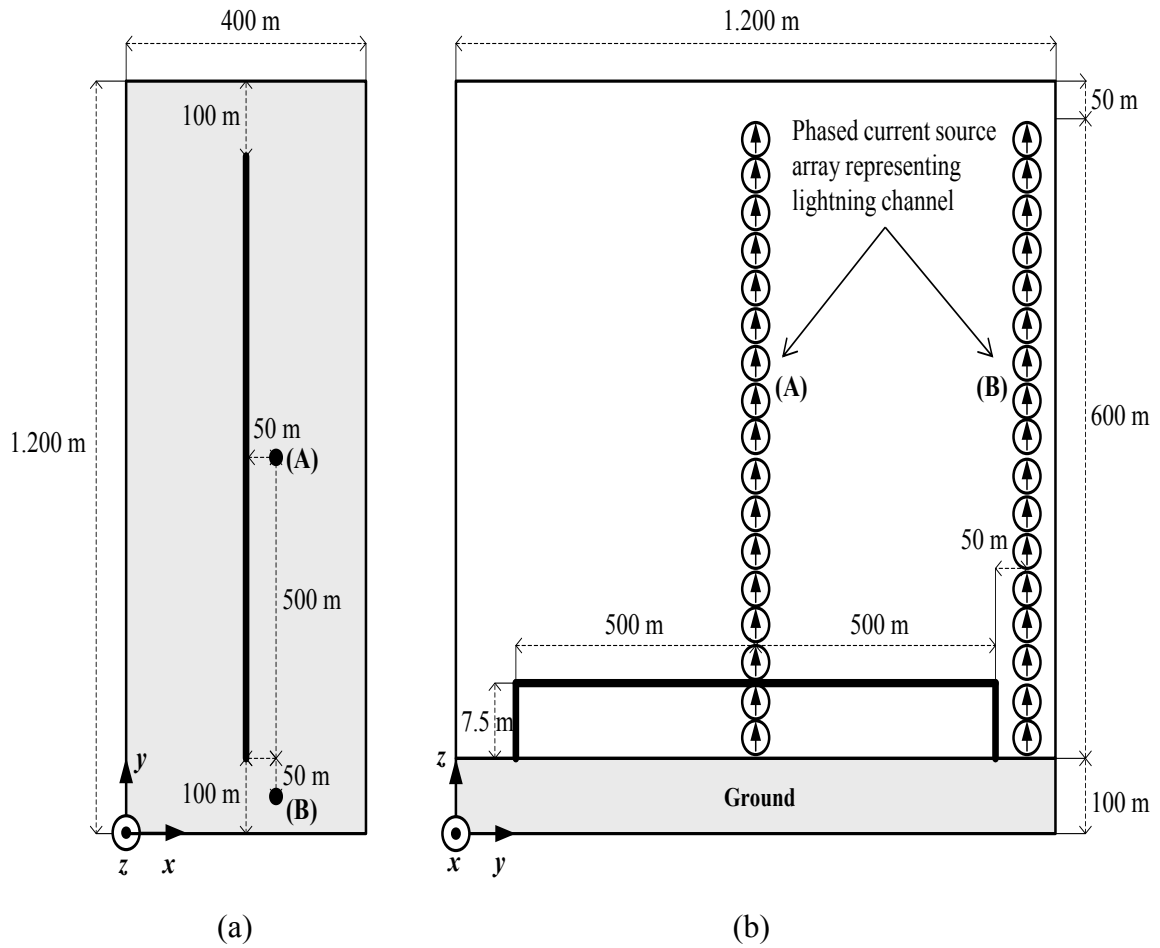 400 m
100 m
1.200 m
50 m
(A)
500 m
y
100 m
50 m
(B)
z
x
(a)
1.200 m
50 m
Phased current source
array representing
lightning channel
(A)
(B)
600 m
50 m
500 m
500 m
7.5 m
z
Ground
100 m
x
y
(b)